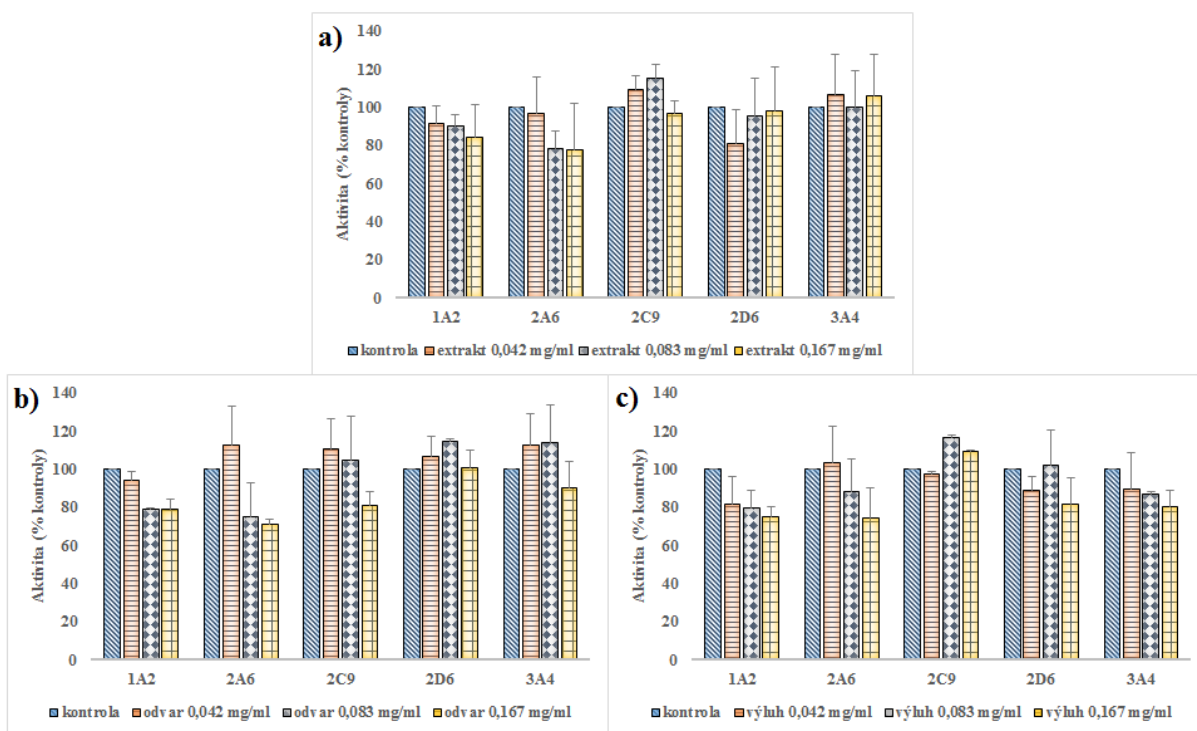 a)
Aktivita (% kontroly)
140
120
100
80
60
40
20
0
1A2 2A6 2C9 2D6 3A4
kontrola extrakt 0,042 mg/ml extrakt 0,083 mg/ml extrakt 0,167 mg/ml
b)
Aktivita (% kontroly)
140
120
100
80
60
40
20
0
1A2 2A6 2C9 2D6 3A4
kontrola odvar 0,042 mg/ml odvar 0,083 mg/ml odvar 0,167 mg/ml
c)
Aktivita (% kontroly)
140
120
100
80
60
40
20
0
1A2 2A6 2C9 2D6 3A4
kontrola výluh 0,042 mg/ml výluh 0,083 mg/ml výluh 0,167 mg/ml